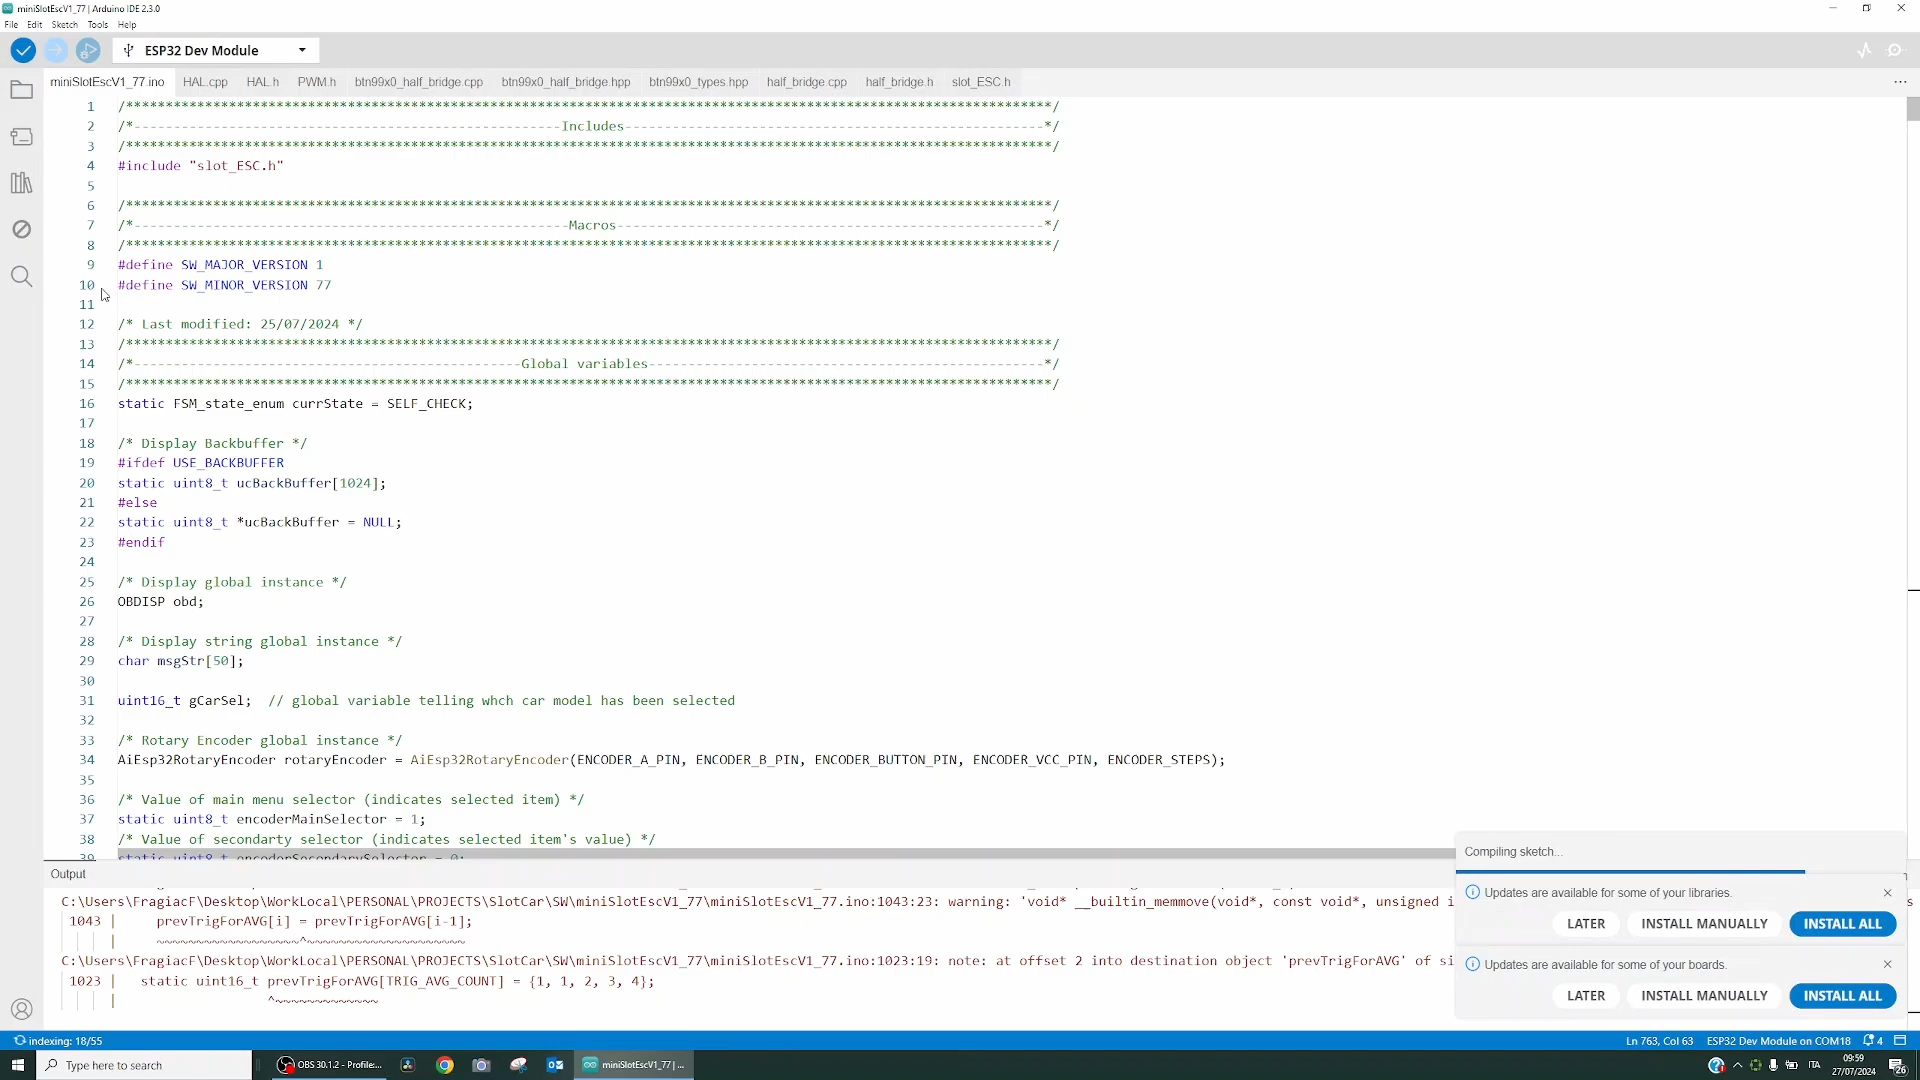 miniSlotEscV1_77 | Arduino IDE 2.3.0
File Edit Sketch Tools Help
ESP32 Dev Module
miniSlotEscV1_77.ino HAL.cpp HAL.h PWM.h btn99x0_half_bridge.cpp btn99x0_half_bridge.hpp btn99x0_types.hpp half_bridge.cpp half_bridge.h slot_ESC.h
1
2 /*---Includes---*/
3
4 #include "slot_ESC.h"
5
6
7 /*---Macros---*/
8
9 #define SW_MAJOR_VERSION 1
10 #define SW_MINOR_VERSION 77
11
12 /* Last modified: 25/07/2024 */
13
14 /*---Global variables---*/
15
16 static FSM_state_enum currState = SELF_CHECK;
17
18 /* Display Backbuffer */
19 #ifdef USE_BACKBUFFER
20 static uint8_t ucBackBuffer[1024];
21 #else
22 static uint8_t *ucBackBuffer = NULL;
23 #endif
24
25 /* Display global instance */
26 OBDISP obd;
27
28 /* Display string global instance */
29 char msgStr[50];
30
31 uint16_t gCarSel;  // global variable telling whch car model has been selected
32
33 /* Rotary Encoder global instance */
34 AiEsp32RotaryEncoder rotaryEncoder = AiEsp32RotaryEncoder(ENCODER_A_PIN, ENCODER_B_PIN, ENCODER_BUTTON_PIN, ENCODER_VCC_PIN, ENCODER_STEPS);
35
36 /* Value of main menu selector (indicates selected item) */
37 static uint8_t encoderMainSelector = 1;
38 /* Value of secondarty selector (indicates selected item's value) */
39 static uint8_t encoderSecondarySelector = 0;
Output
C:\Users\FragiacF\Desktop\WorkLocal\PERSONAL\PROJECTS\SlotCar\SW\miniSlotEscV1_77\miniSlotEscV1_77.ino:1043:23: warning: 'void* __builtin_memmove(void*, const void*, unsigned i
1043 | prevTrigForAVG[i] = prevTrigForAVG[i-1];
| ~~~~~~~~~~~~~~~~~~^~~~~~~~~~~~~~~~~~~~~
C:\Users\FragiacF\Desktop\WorkLocal\PERSONAL\PROJECTS\SlotCar\SW\miniSlotEscV1_77\miniSlotEscV1_77.ino:1023:19: note: at offset 2 into destination object 'prevTrigForAVG' of si
1023 | static uint16_t prevTrigForAVG[TRIG_AVG_COUNT] = {1, 1, 2, 3, 4};
| ^~~~~~~~~~~~~~
Compiling sketch...
Updates are available for some of your libraries.
LATER INSTALL MANUALLY INSTALL ALL
Updates are available for some of your boards.
LATER INSTALL MANUALLY INSTALL ALL
indexing: 18/55 Ln 763, Col 63 ESP32 Dev Module on COM18 4
Type here to search OBS 30.1.2 - Profile:... miniSlotEscV1_77 | ... ITA 09:59
27/07/2024 26